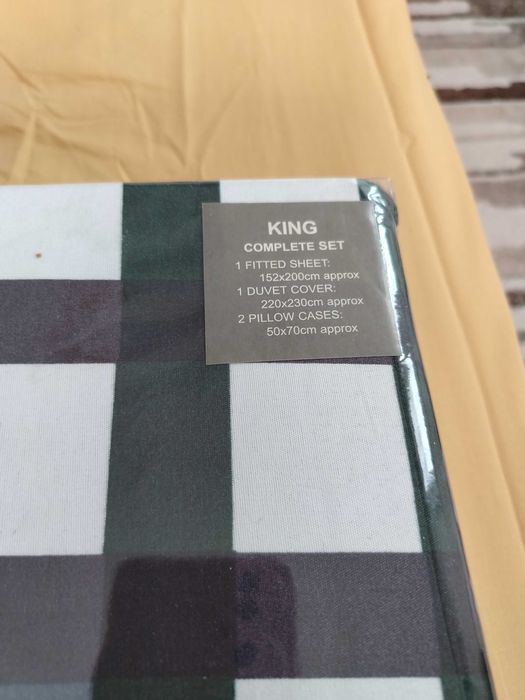 KING
COMPLETE SET
1 FITTED SHEET:
152x200cm approx
1 DUVET COVER:
220x230cm approx
2 PILLOW CASES:
50x70cm approx